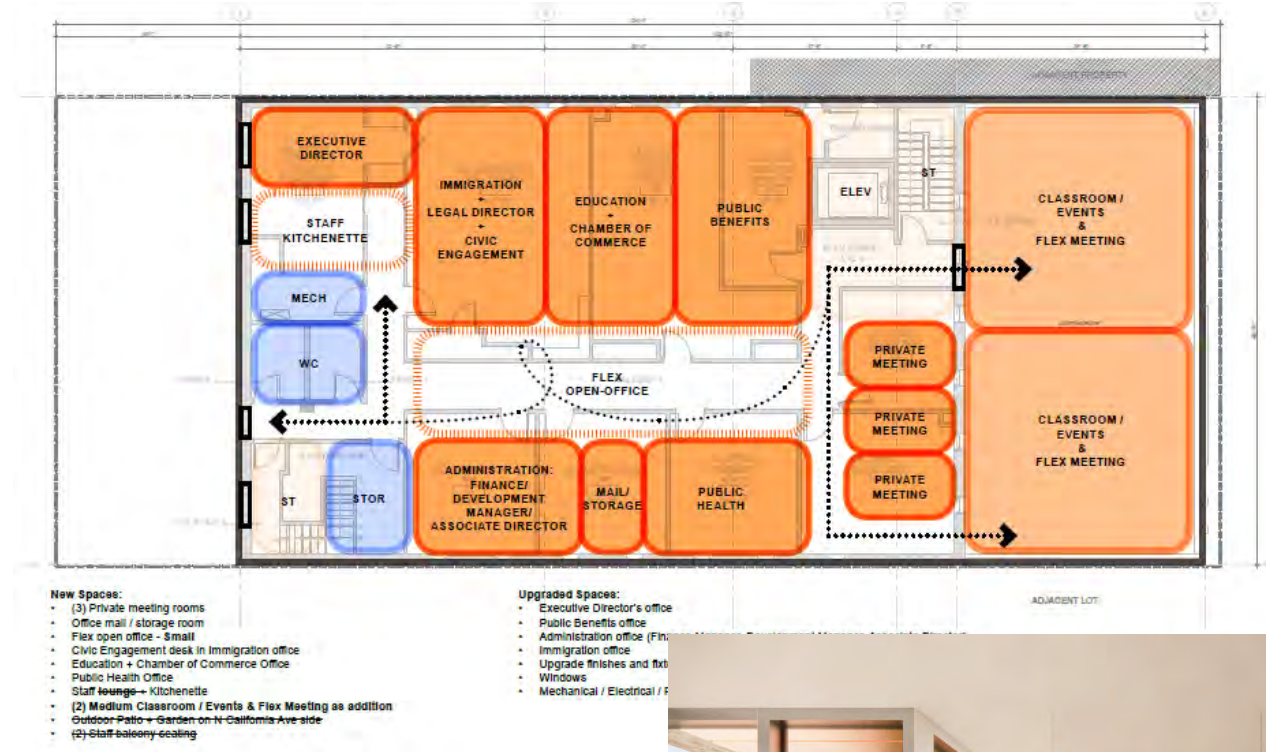 ADJACENT PROPERTY
EXECUTIVE
DIRECTOR
STAFF
KITCHENETTE
MECH
WC
ST
STOR
IMMIGRATION
+
LEGAL DIRECTOR
+
CIVIC
ENGAGEMENT
EDUCATION
+
CHAMBER OF
COMMERCE
PUBLIC
BENEFITS
ELEV
ST
CLASSROOM /
EVENTS
&
FLEX MEETING
FLEX
OPEN-OFFICE
PRIVATE
MEETING
PRIVATE
MEETING
PRIVATE
MEETING
CLASSROOM /
EVENTS
&
FLEX MEETING
ADMINISTRATION:
FINANCE/
DEVELOPMENT
MANAGER/
ASSOCIATE DIRECTOR
MAIL/
STORAGE
PUBLIC
HEALTH
ADJACENT LOT
New Spaces:
• (3) Private meeting rooms
• Office mail / storage room
• Flex open office - Small
• Civic Engagement desk in Immigration office
• Education + Chamber of Commerce Office
• Public Health Office
• Staff lounge + Kitchenette
• (2) Medium Classroom / Events & Flex Meeting as addition
• Outdoor Patio + Garden on N California Ave side
• (2) Staff balcony seating
Upgraded Spaces:
• Executive Director's office
• Public Benefits office
• Administration office
• Immigration office
• Upgrade finishes and
• Windows
• Mechanical / Electrical /